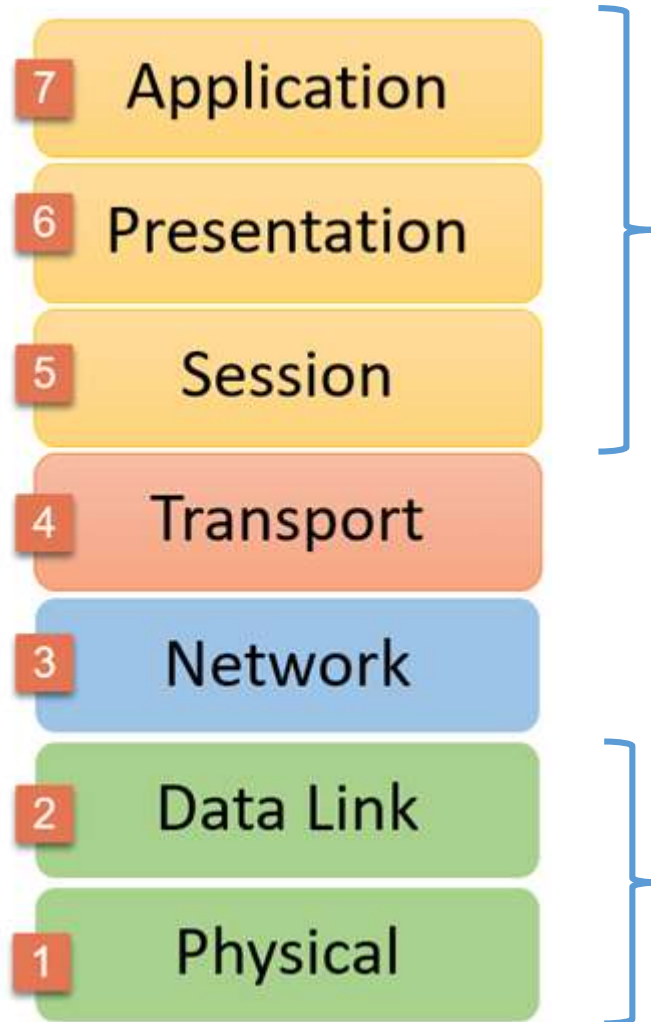 7 Application
6 Presentation
5 Session
4 Transport
3 Network
2 Data Link
1 Physical